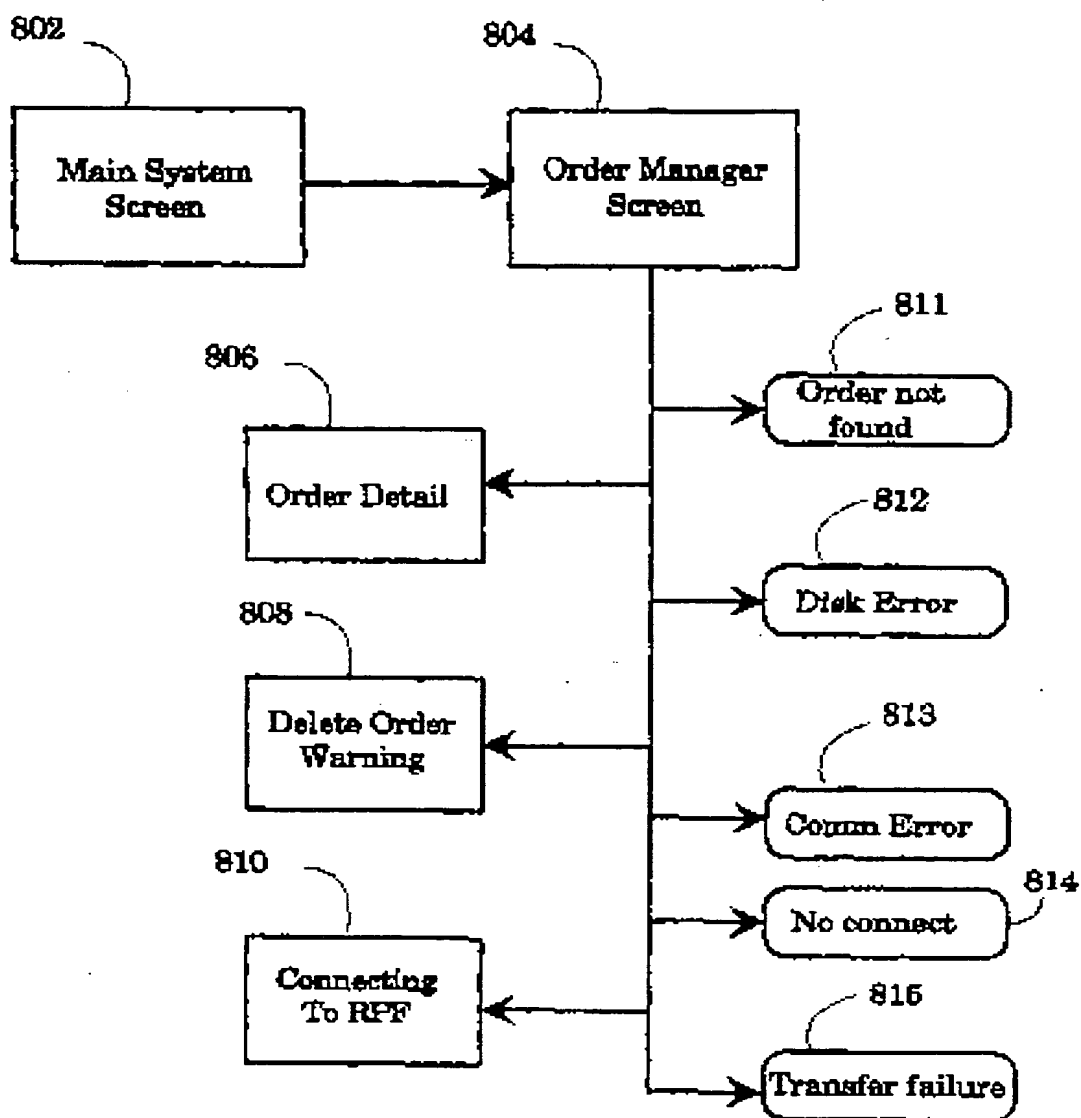 802
804
Main System
Screen
Order Manager
Screen
811
Order not
found
806
Order Detail
812
Disk Error
808
Delete Order
Warning
813
Comm Error
814
No connect
810
Connecting
To RPF
815
Transfer failure